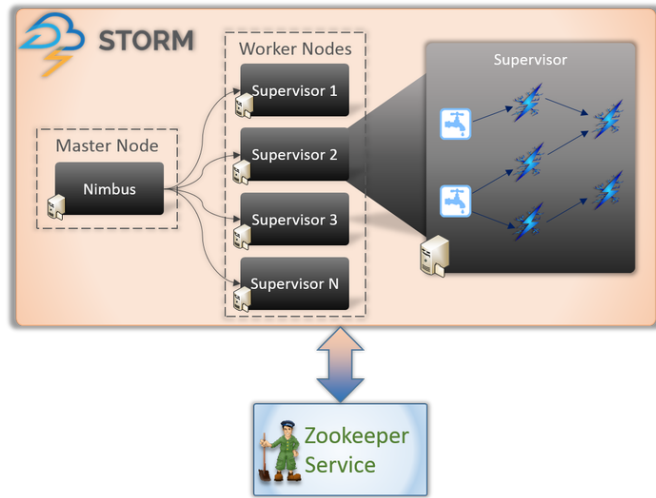 STORM
Master Node
Nimbus
Worker Nodes
Supervisor 1
Supervisor 2
Supervisor 3
Supervisor N
Supervisor
Zookeeper
Service